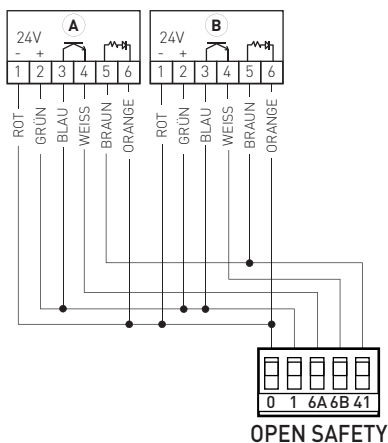 A
24V
- +
1 2 3 4 5 6
ROT
GRÜN
BLAU
WEISS
BRAUN
ORANGE
B
24V
- +
1 2 3 4 5 6
ROT
GRÜN
BLAU
WEISS
BRAUN
ORANGE
0 1 6A 6B 41
OPEN SAFETY